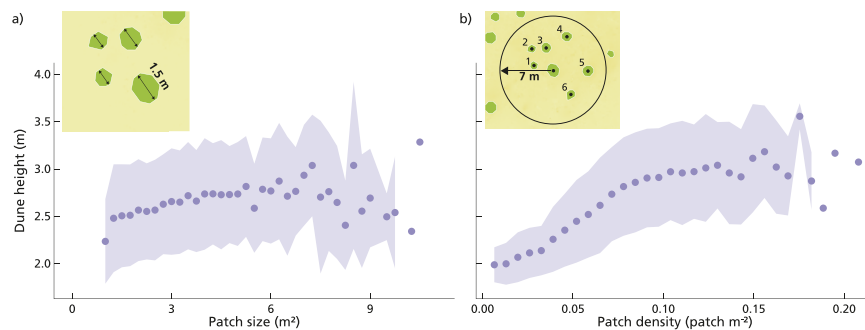 a)
1.5 m
Dune height (m)
4.0
3.5
3.0
2.5
2.0
0
3
6
9
Patch size (m²)
b)
1
2
3
4
5
6
7 m
0.00
0.05
0.10
0.15
0.20
Patch density (patch m⁻²)